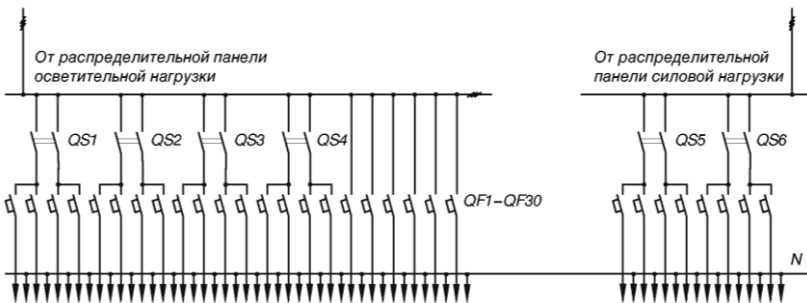 От распределительной панели
осветительной нагрузки
От распределительной
панели силовой нагрузки
QS1
QS2
QS3
QS4
QS5
QS6
QF1–QF30
N